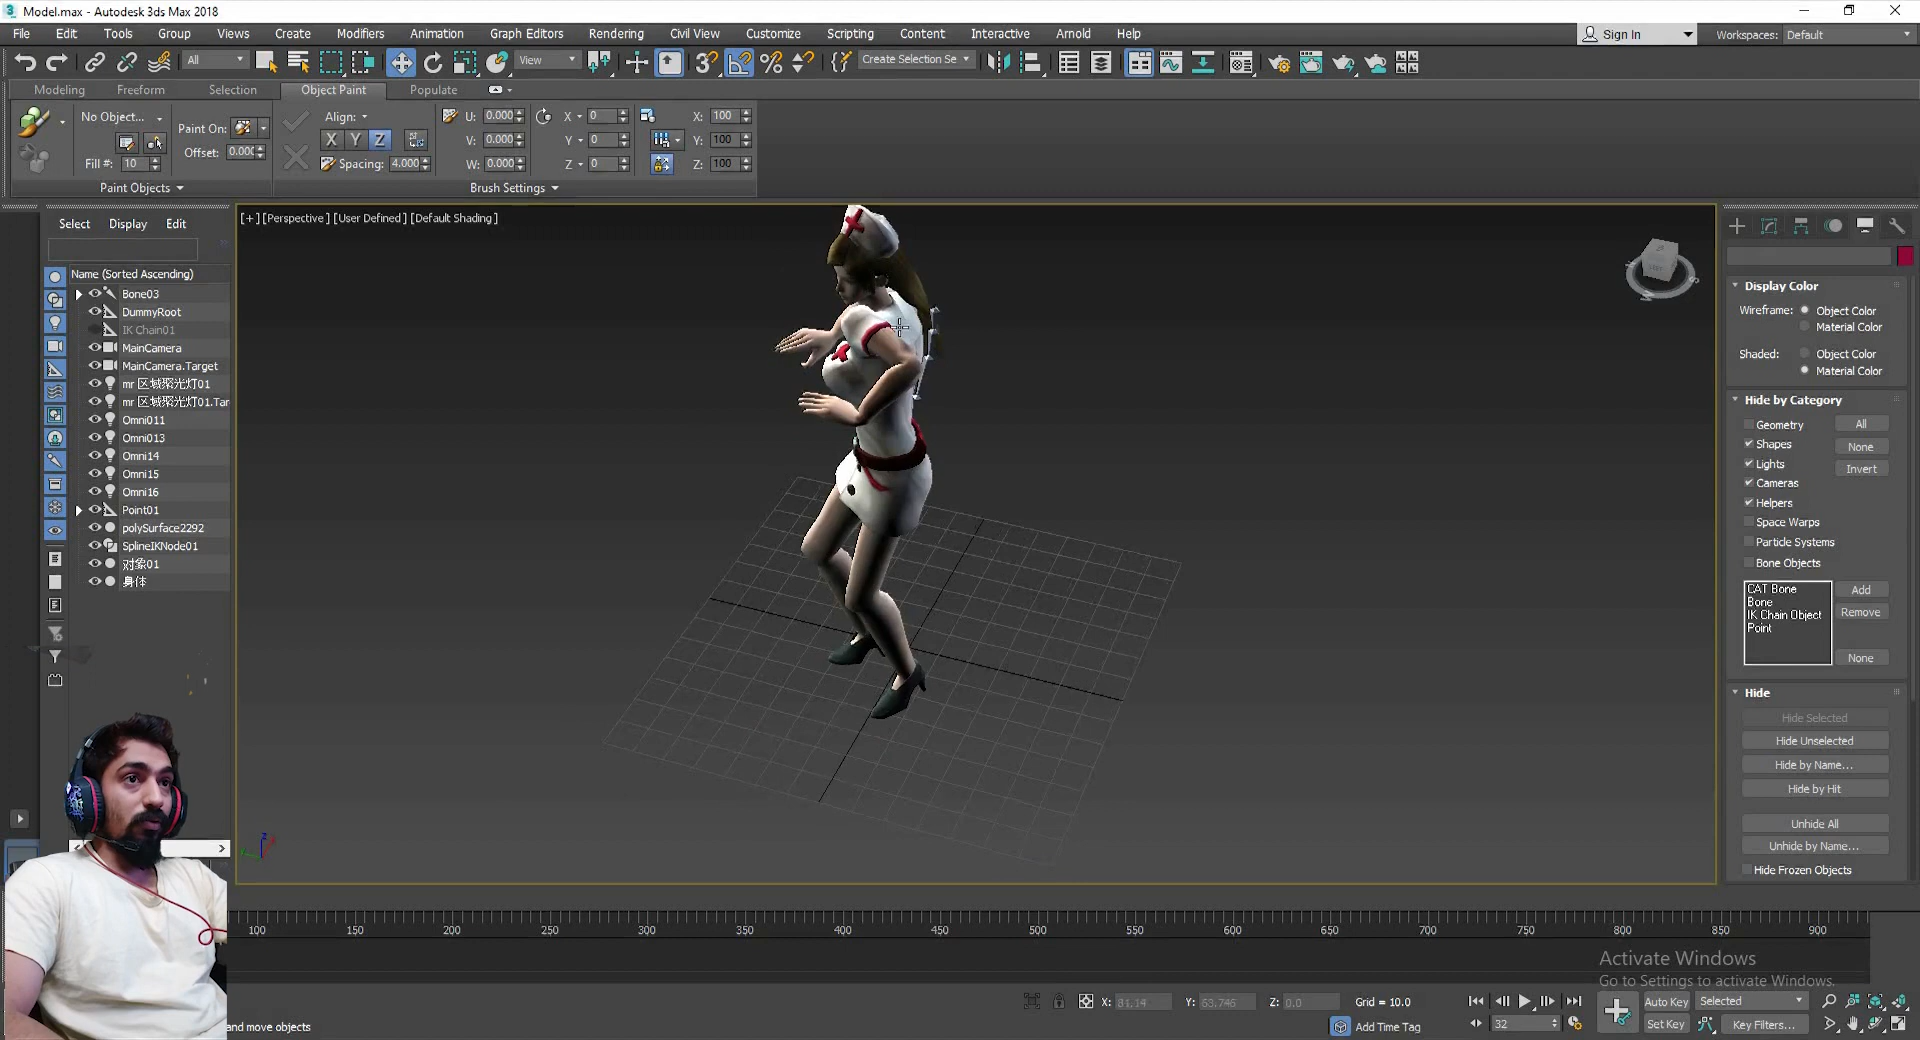 Model.max - Autodesk 3ds Max 2018
File Edit Tools Group Views Create Modifiers Animation Graph Editors Rendering Civil View Customize Scripting Content Interactive Arnold Help
Sign In Workspaces: Default
All View Create Selection Se
Modeling Freeform Selection Object Paint Populate
No Object... Align: U: 0.000 X 0 X: 100
Paint On: X Y Z V: 0.000 Y 0 Y: 100
Offset: 0.000
Fill #: 10 Spacing: 4.000 W: 0.000 Z 0 Z: 100
Paint Objects Brush Settings
[+] [Perspective ] [User Defined ] [Default Shading ]
Select Display Edit
Name (Sorted Ascending)
Bone03
DummyRoot
IK Chain01
MainCamera
MainCamera.Target
mr 区域聚光灯01
mr 区域聚光灯01.Tar
Omni011
Omni013
Omni14
Omni15
Omni16
Point01
polySurface2292
SplineIKNode01
对象01
身体
Display Color
Wireframe: Object Color
Material Color
Shaded: Object Color
Material Color
Hide by Category
Geometry All
Shapes None
Lights Invert
Cameras
Helpers
Space Warps
Particle Systems
Bone Objects
CAT Bone Add
Bone
IK Chain Object Remove
Point
None
Hide
Hide Selected
Hide Unselected
Hide by Name...
Hide by Hit
Unhide All
Unhide by Name...
Hide Frozen Objects
100 150 200 250 300 350 400 450 500 550 600 650 700 750 800 850 900
Activate Windows
Go to Settings to activate Windows.
X: 81.14 Y: 63.746 Z: 0.0 Grid = 10.0 Auto Key Selected
and move objects Add Time Tag 32 Set Key Key Filters...